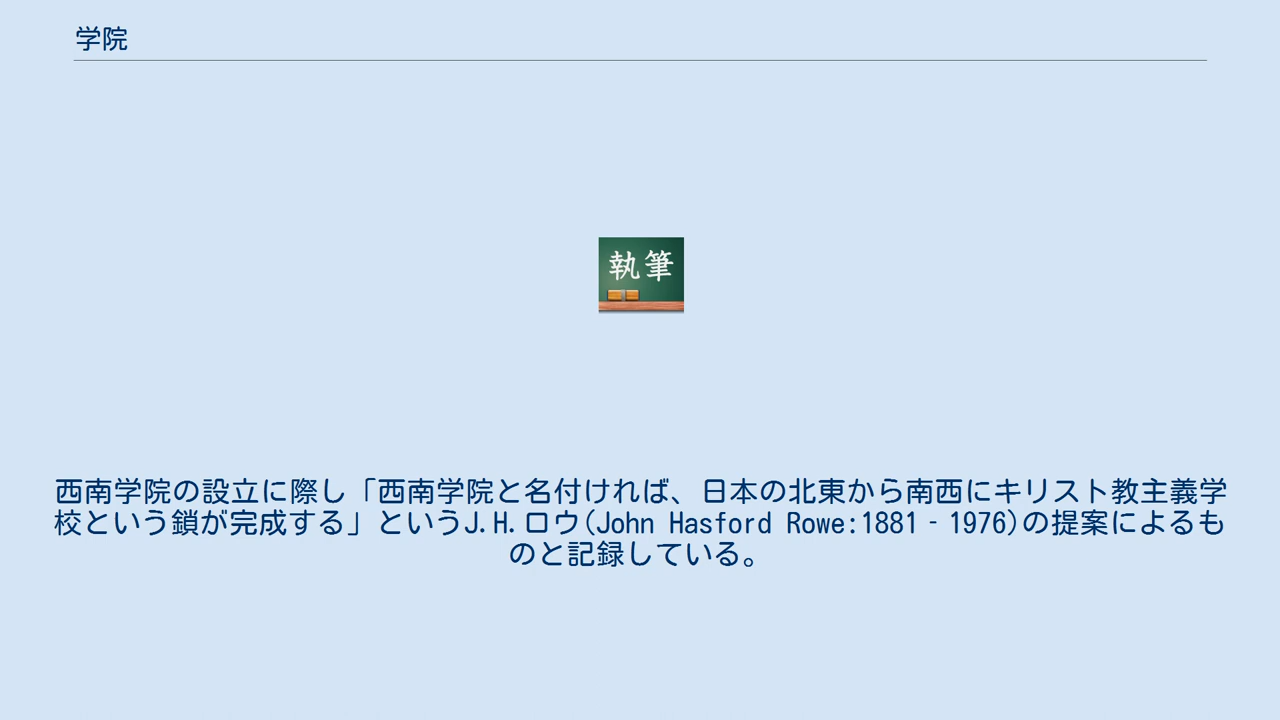 学院
執筆
西南学院の設立に際し「西南学院と名付ければ、日本の北東から南西にキリスト教主義学
校という鎖が完成する」というJ.H.ロウ(John Hasford Rowe:1881‐1976)の提案によるも
のと記録している。